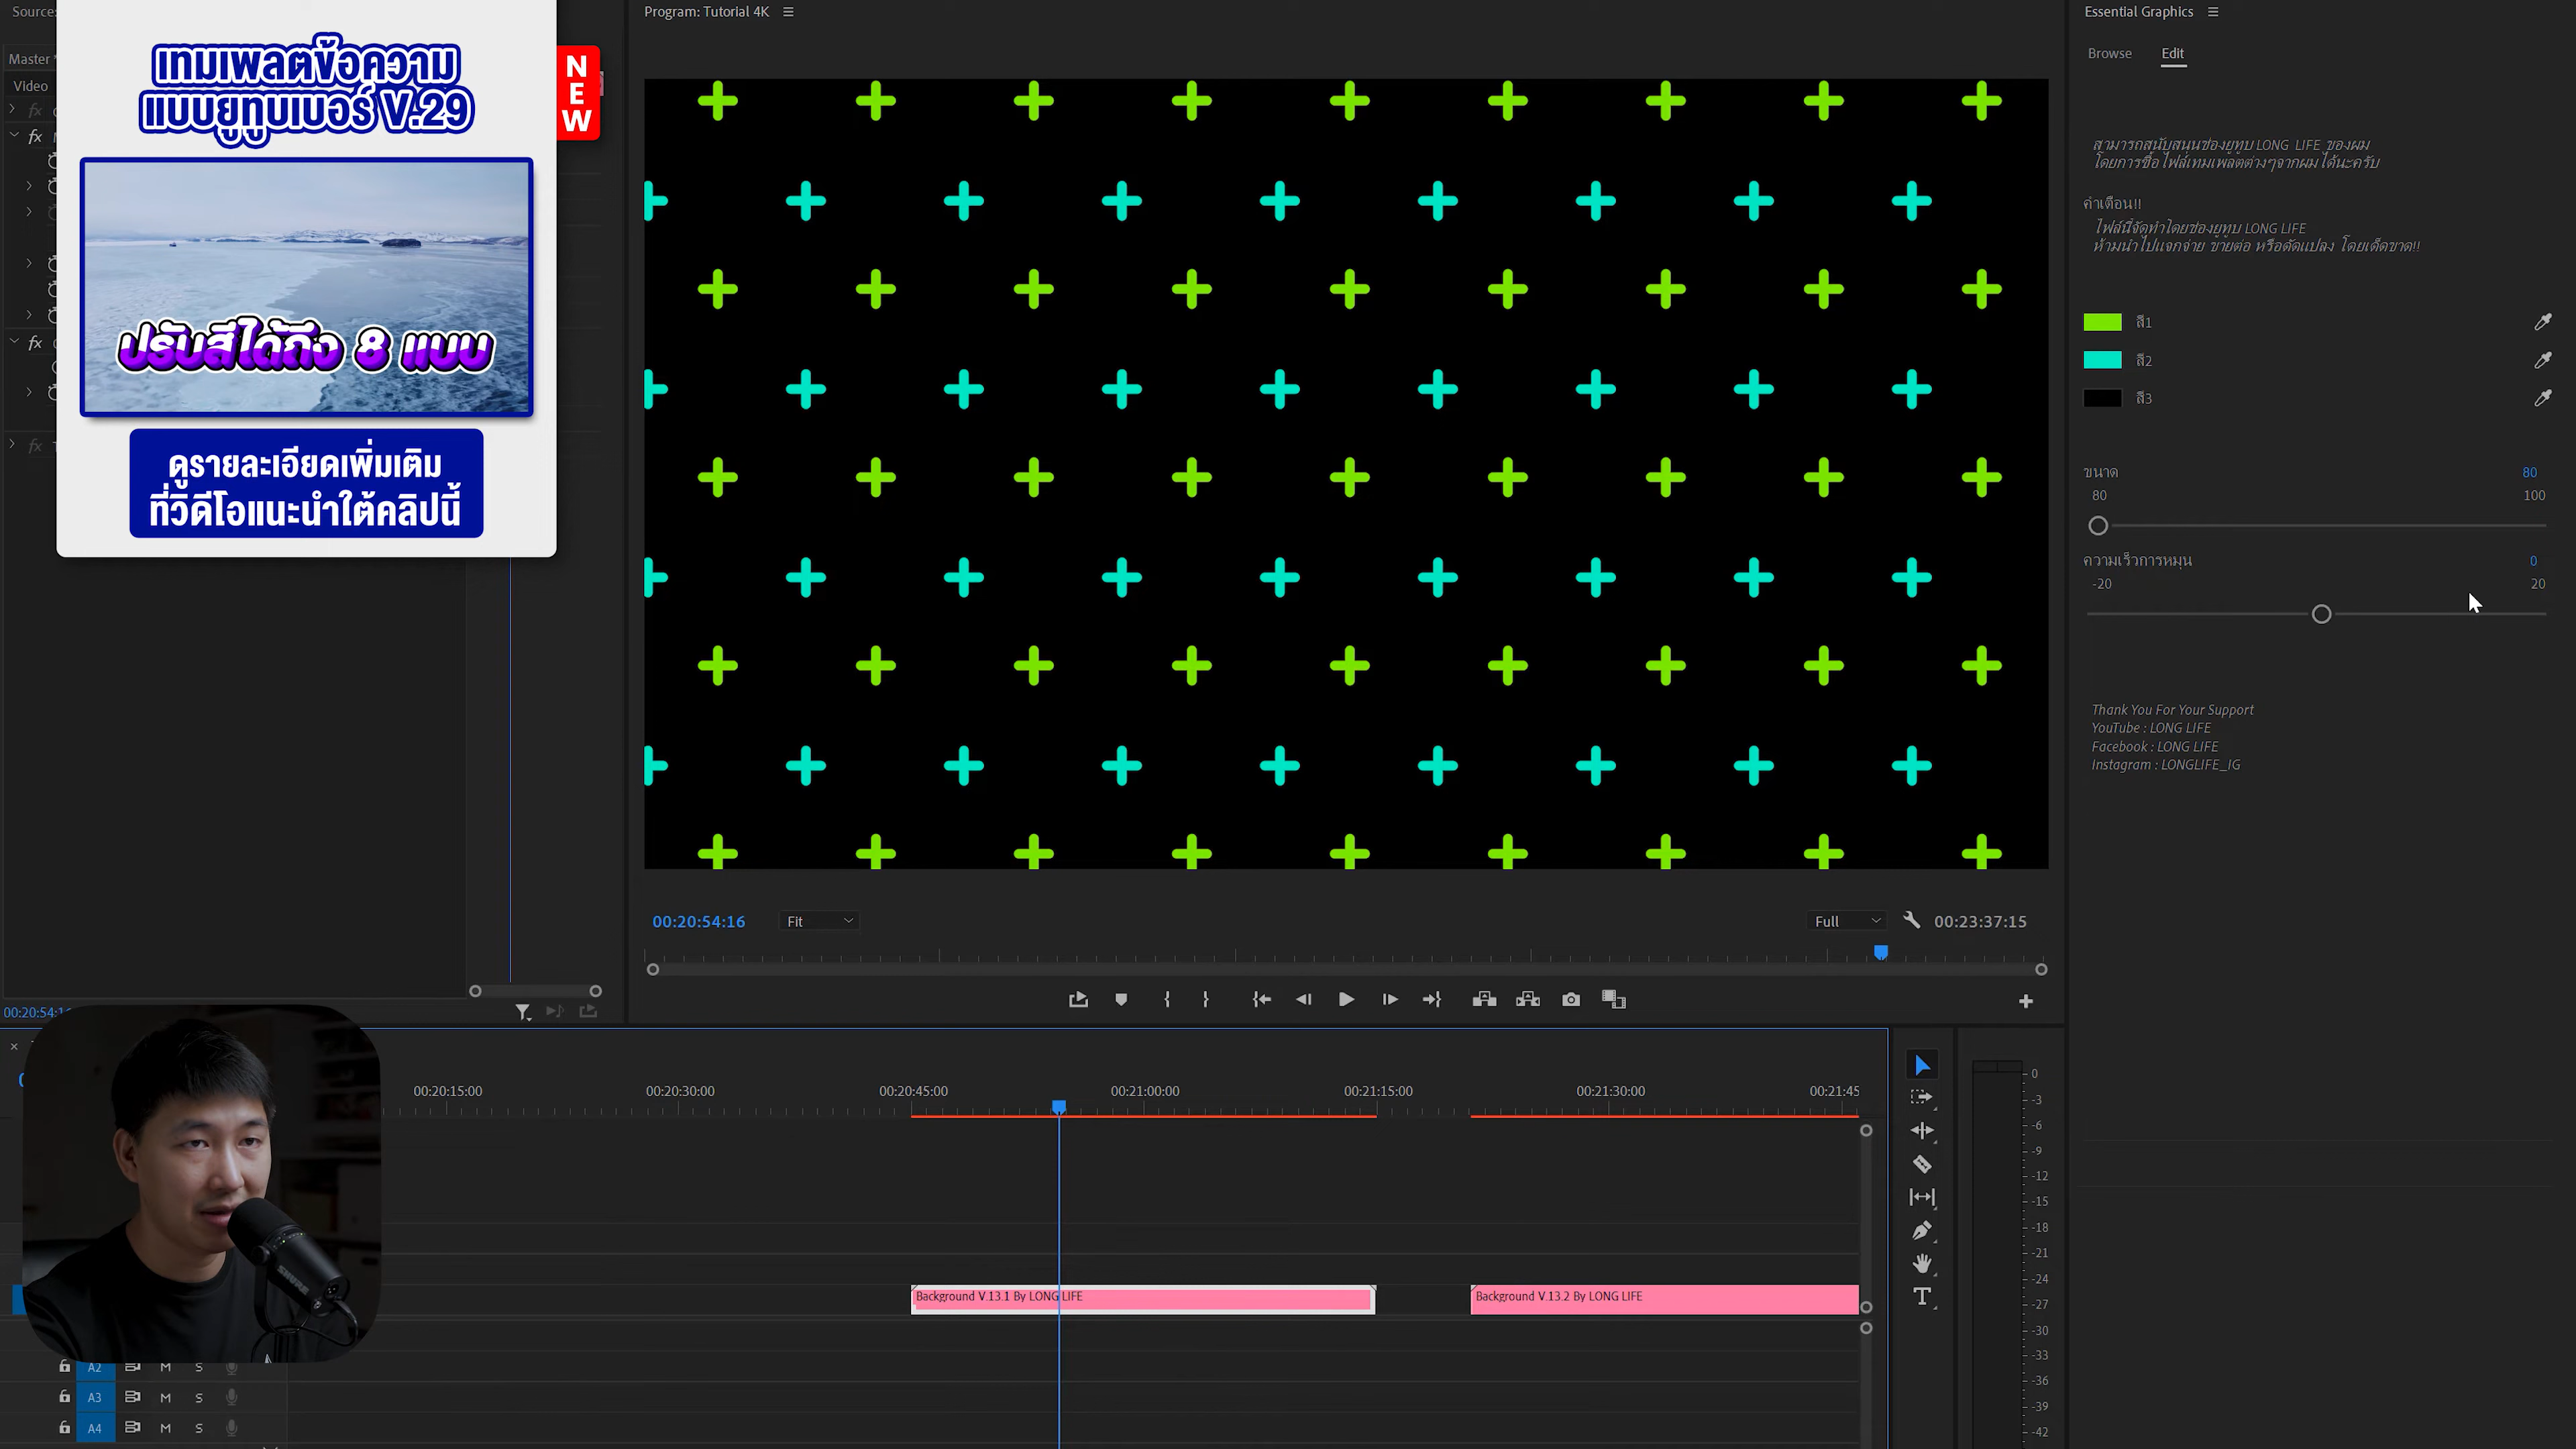 Source:
Program: Tutorial 4K
Essential Graphics
Browse
Edit
Master
Video
fx
fx
fx
fx
เทมเพลตข้อความ
แบบยูทูบเบอร์ V.29
N
E
W
ปรับสีได้ถึง 8 แบบ
ดูรายละเอียดเพิ่มเติม
ที่วิดีโอแนะนำใต้คลิปนี้
สามารถสนับสนุนช่องยูทูบ LONG LIFE ของผม
โดยการซื้อไฟล์เทมเพล็ตต่างๆจากผมได้นะครับ
คำเตือน!!
ไฟล์นี้จัดทำโดยช่องยูทูบ LONG LIFE
ห้ามนำไปแจกจ่าย ขายต่อ หรือดัดแปลง โดยเด็ดขาด!!
สี1
สี2
สี3
ขนาด
80
80
100
ความเร็วการหมุน
0
-20
20
Thank You For Your Support
YouTube : LONG LIFE
Facebook : LONG LIFE
Instagram : LONGLIFE_IG
00:20:54:16
Fit
Full
00:23:37:15
00:20:54:16
00:20:15:00
00:20:30:00
00:20:45:00
00:21:00:00
00:21:15:00
00:21:30:00
00:21:45
Background V.13.1 By LONG LIFE
Background V.13.2 By LONG LIFE
SHURE
A2 M S
A3 M S
A4 M S
0
-3
-6
-9
-12
-15
-18
-21
-24
-27
-30
-33
-36
-39
-42